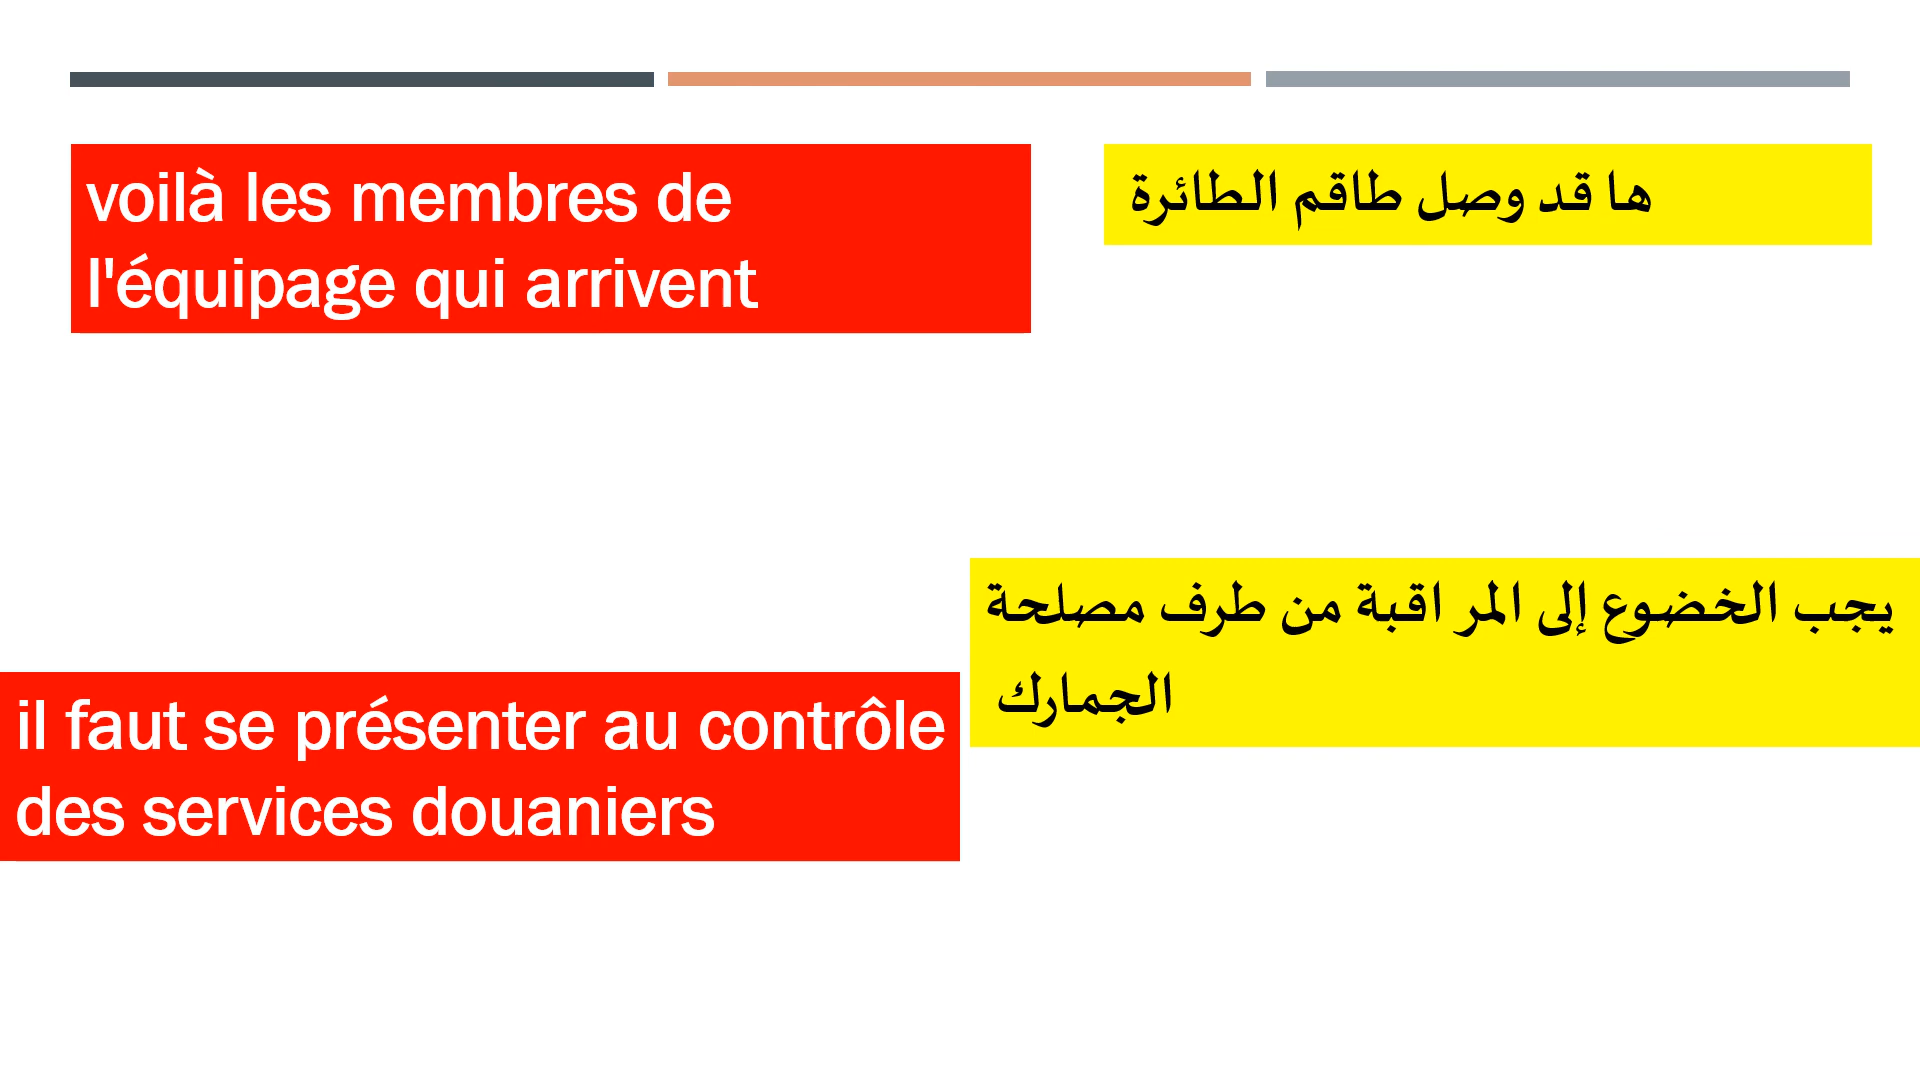 voilà les membres de
l'équipage qui arrivent
ها قد وصل طاقم الطائرة
يجب الخضوع إلى المراقبة من طرف مصلحة
الجمارك
il faut se présenter au contrôle
des services douaniers